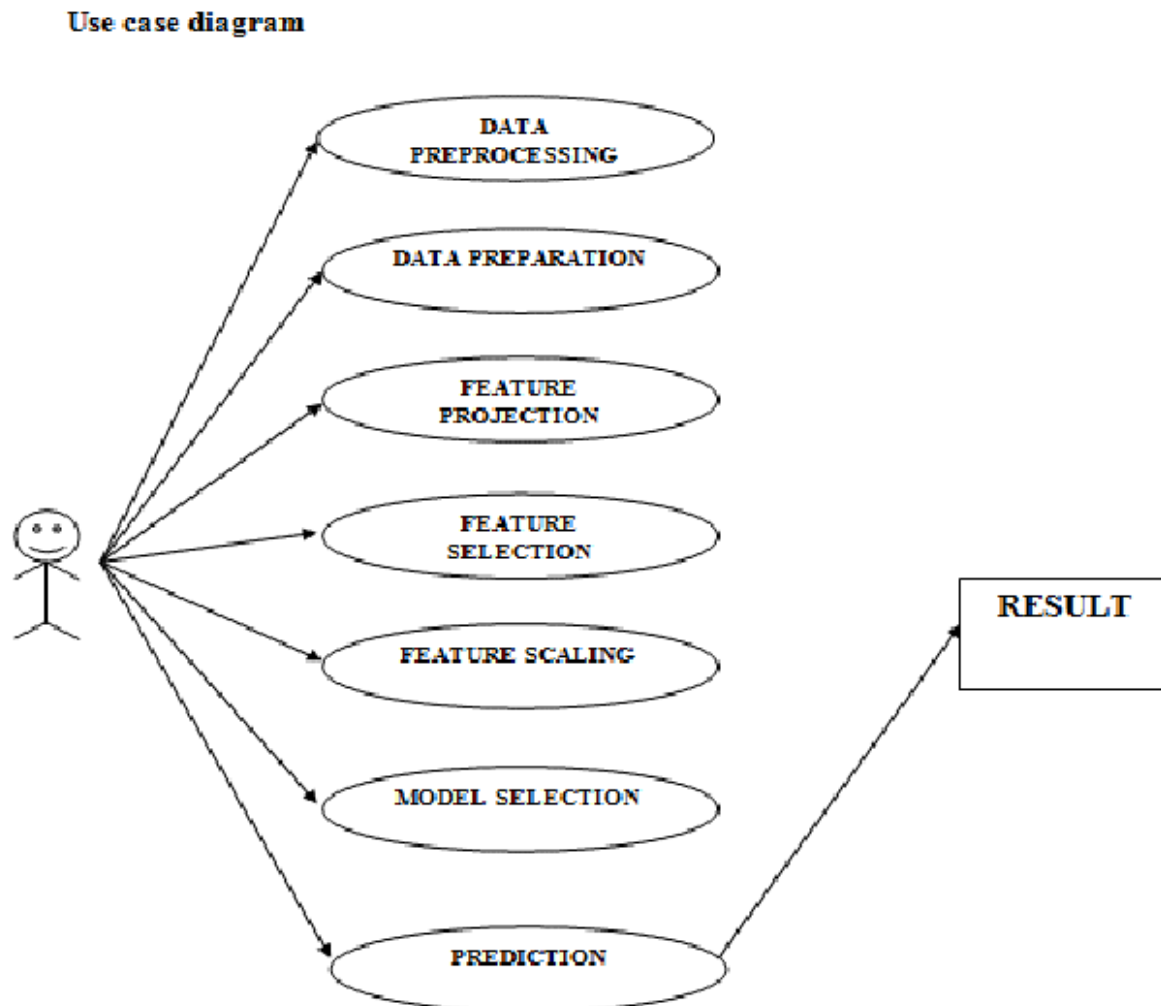 Use case diagram
DATA
PREPROCESSING
DATA PREPARATION
FEATURE
PROJECTION
FEATURE
SELECTION
FEATURE SCALING
RESULT
MODEL SELECTION
PREDICTION